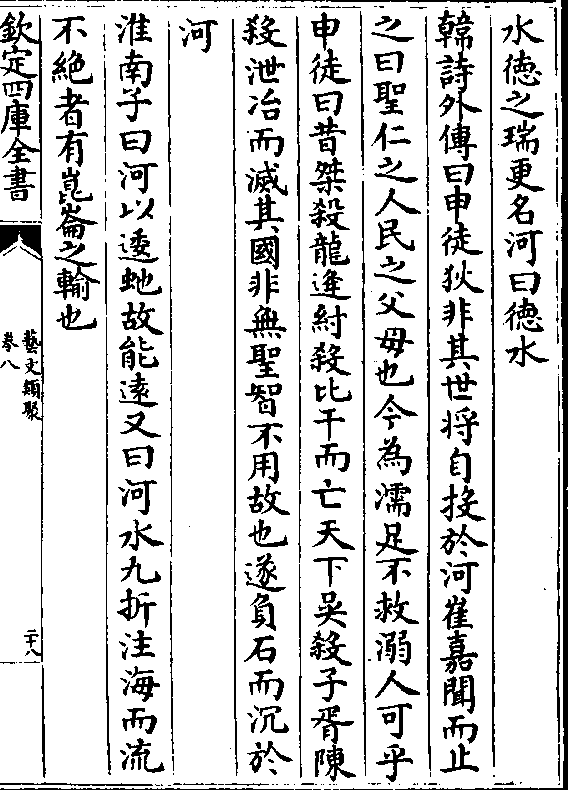 水德之瑞更名河曰德水
韓詩外傳曰申徒狄非其世將自投於河崔嘉聞而止
之曰聖仁之人民之父母也今為濡足不救溺人可乎
申徒曰昔桀殺龍逄紂殺比干而亡天下吳殺子胥陳
殺泄冶而滅其國非無聖智不用故也遂負石而沉於
河
淮南子曰河以逶虵故能遠又曰河水九折注海而流
不絶者有崑崙之輸也
欽定四庫全書
藝文類聚
卷八
二十八